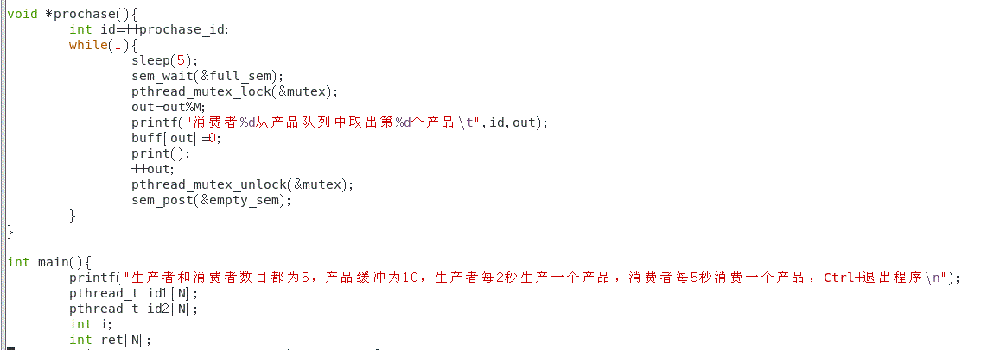 void *prochase(){
        int id=++prochase_id;
        while(1){
                sleep(5);
                sem_wait(&full_sem);
                pthread_mutex_lock(&mutex);
                out=out%M;
                printf("消费者%d从产品队列中取出第%d个产品\t",id,out);
                buff[out]=0;
                print();
                ++out;
                pthread_mutex_unlock(&mutex);
                sem_post(&empty_sem);
        }
}
int main(){
        printf("生产者和消费者数目都为5，产品缓冲为10，生产者每2秒生产一个产品，消费者每5秒消费一个产品，Ctrl+退出程序\n");
        pthread_t id1[N];
        pthread_t id2[N];
        int i;
        int ret[N];